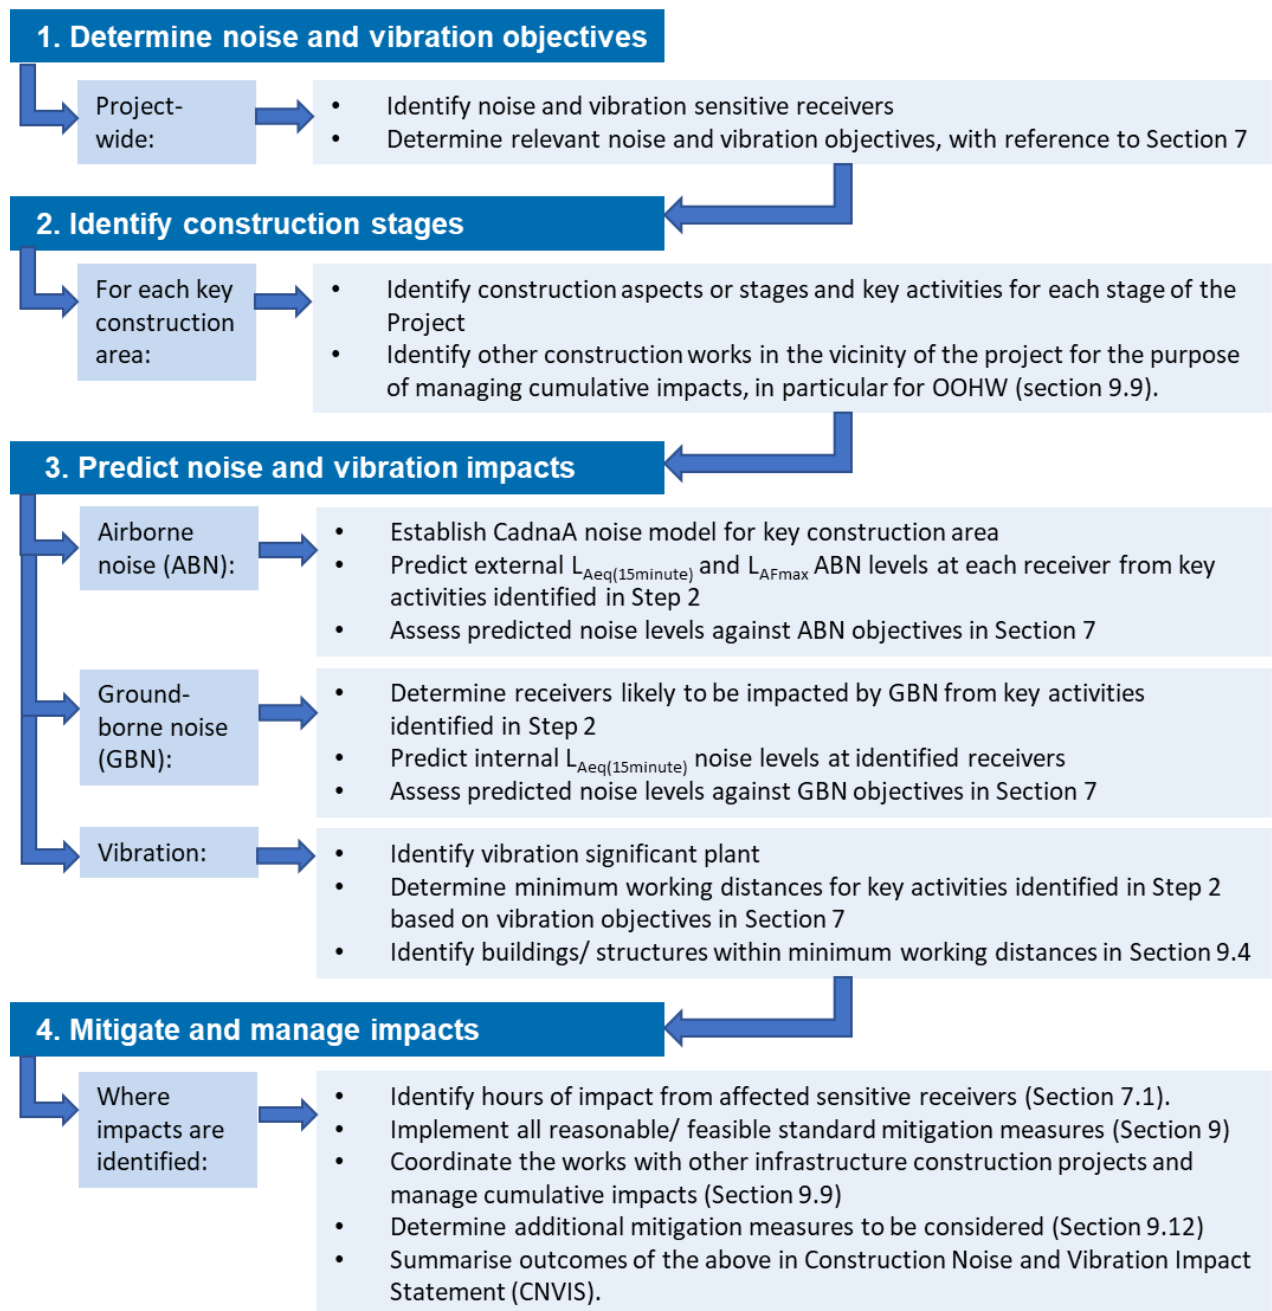 1. Determine noise and vibration objectives
Project-
wide:
• Identify noise and vibration sensitive receivers
• Determine relevant noise and vibration objectives, with reference to Section 7
2. Identify construction stages
For each key
construction
area:
• Identify construction aspects or stages and key activities for each stage of the
Project
• Identify other construction works in the vicinity of the project for the purpose
of managing cumulative impacts, in particular for OOHW (section 9.9).
3. Predict noise and vibration impacts
Airborne
noise (ABN):
• Establish CadnaA noise model for key construction area
• Predict external LAeq(15minute) and LAFmax ABN levels at each receiver from key
activities identified in Step 2
• Assess predicted noise levels against ABN objectives in Section 7
Ground-
borne noise
(GBN):
• Determine receivers likely to be impacted by GBN from key activities
identified in Step 2
• Predict internal LAeq(15minute) noise levels at identified receivers
• Assess predicted noise levels against GBN objectives in Section 7
Vibration:
• Identify vibration significant plant
• Determine minimum working distances for key activities identified in Step 2
based on vibration objectives in Section 7
• Identify buildings/ structures within minimum working distances in Section 9.4
4. Mitigate and manage impacts
Where
impacts are
identified:
• Identify hours of impact from affected sensitive receivers (Section 7.1).
• Implement all reasonable/ feasible standard mitigation measures (Section 9)
• Coordinate the works with other infrastructure construction projects and
manage cumulative impacts (Section 9.9)
• Determine additional mitigation measures to be considered (Section 9.12)
• Summarise outcomes of the above in Construction Noise and Vibration Impact
Statement (CNVIS).